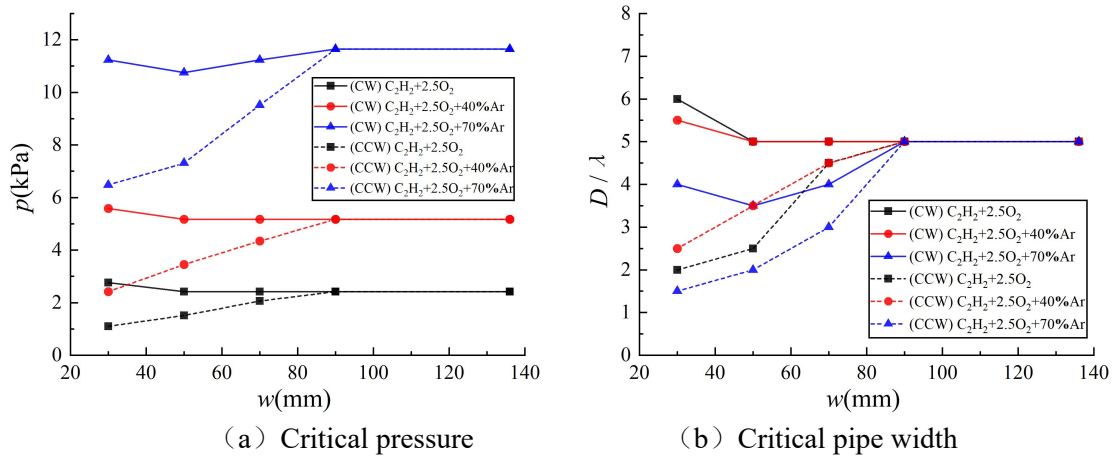 12
10
8
6
4
2
0
p(kPa)
20 40 60 80 100 120 140
w(mm)
(CW) C₂H₂+2.5O₂
(CW) C₂H₂+2.5O₂+40%Ar
(CW) C₂H₂+2.5O₂+70%Ar
(CCW) C₂H₂+2.5O₂
(CCW) C₂H₂+2.5O₂+40%Ar
(CCW) C₂H₂+2.5O₂+70%Ar
（a）Critical pressure
8
7
6
5
4
3
2
1
0
D / λ
20 40 60 80 100 120 140
w(mm)
(CW) C₂H₂+2.5O₂
(CW) C₂H₂+2.5O₂+40%Ar
(CW) C₂H₂+2.5O₂+70%Ar
(CCW) C₂H₂+2.5O₂
(CCW) C₂H₂+2.5O₂+40%Ar
(CCW) C₂H₂+2.5O₂+70%Ar
（b）Critical pipe width